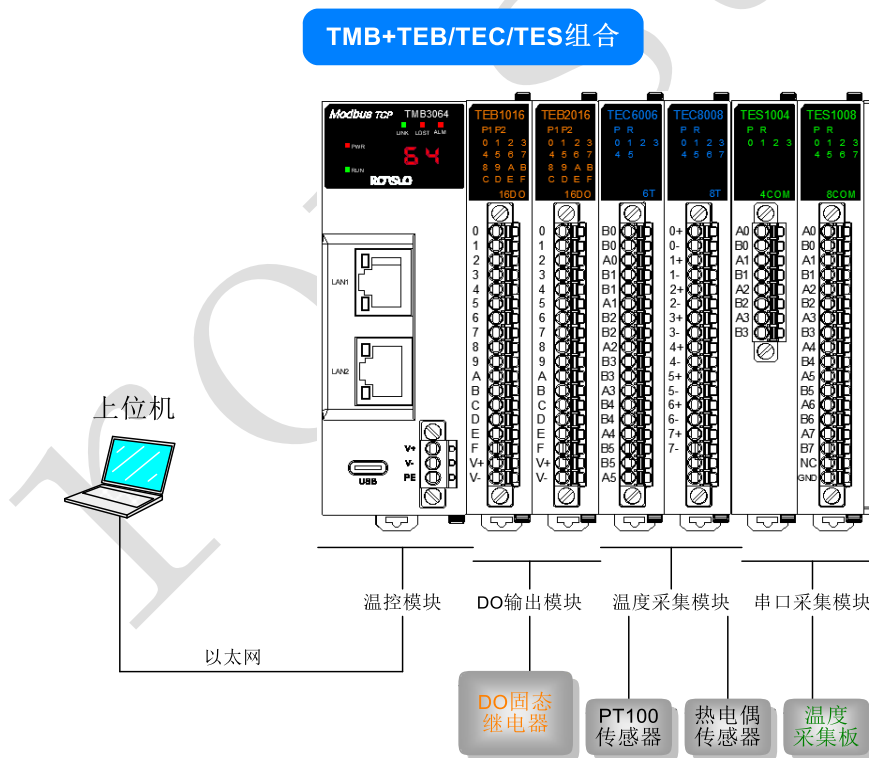 TMB+TEB/TEC/TES组合
Modbus TCP TMB3064
LINK LOST ALM
PWR
64
RUN
TEB1016
P1 P2
0 1 2 3
4 5 6 7
8 9 A B
C D E F
16DO
TEB2016
P1 P2
0 1 2 3
4 5 6 7
8 9 A B
C D E F
16DO
TEC6006
P R
0 1 2 3
4 5
6T
TEC8008
P R
0 1 2 3
4 5 6 7
8T
TES1004
P R
0 1 2 3
4COM
TES1008
P R
0 1 2 3
4 5 6 7
8COM
LAN1
LAN2
USB
V+
V-
PE
0
1
2
3
4
5
6
7
8
9
A
B
C
D
E
F
V+
V-
0
1
2
3
4
5
6
7
8
9
A
B
C
D
E
F
V+
V-
B0
B0
A0
B1
B1
A1
B2
B2
A2
B3
B3
A3
B4
B4
A4
B5
B5
A5
0+
0-
1+
1-
2+
2-
3+
3-
4+
4-
5+
5-
6+
6-
7+
7-
A0
B0
A1
B1
A2
B2
A3
B3
A0
B0
A1
B1
A2
B2
A3
B3
A4
B4
A5
B5
A6
B6
A7
B7
NC
GND
上位机
温控模块
DO输出模块
温度采集模块
串口采集模块
以太网
DO固态
继电器
PT100
传感器
热电偶
传感器
温度
采集板